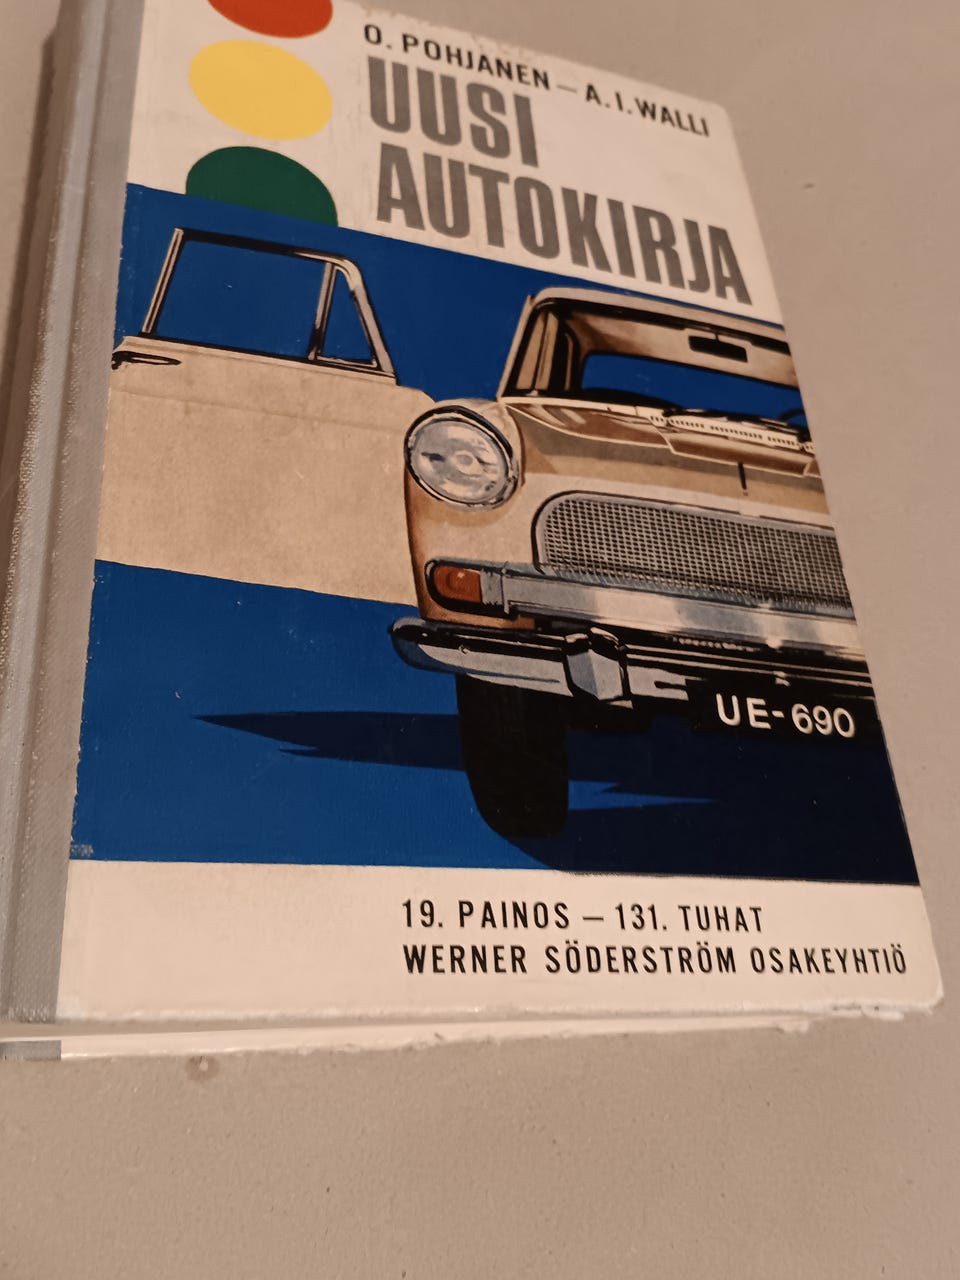 O. POHJANEN – A. I. WALLI
UUSI
AUTOKIRJA
UE-690
19. PAINOS – 131. TUHAT
WERNER SÖDERSTRÖM OSAKEYHTIÖ